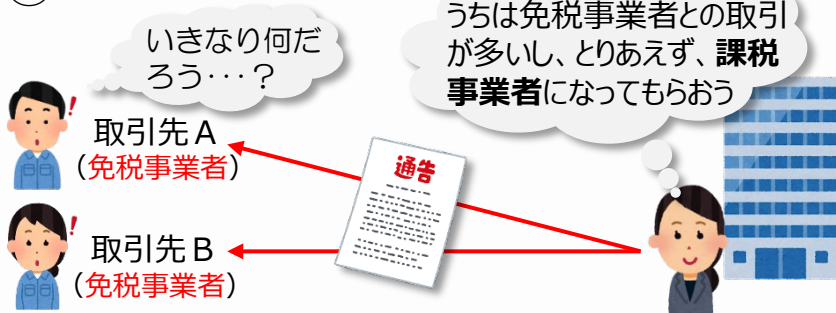 いきなり何だ
ろう・・・？
うちは免税事業者との取引
が多いし、とりあえず、課税
事業者になってもらおう
取引先A
（免税事業者）
通告
取引先B
（免税事業者）